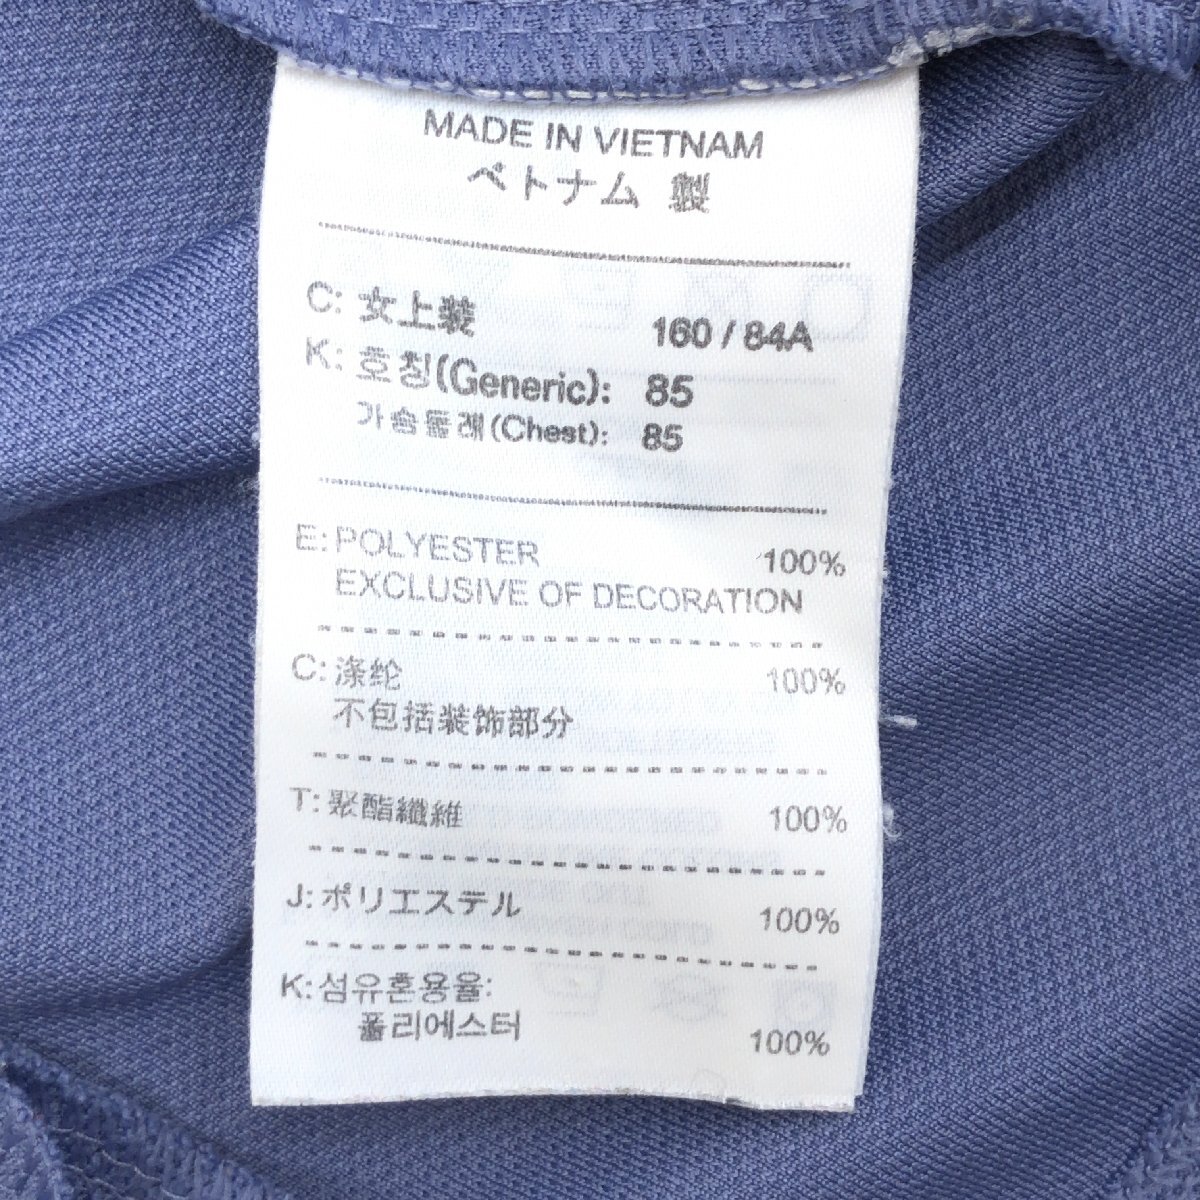 MADE IN VIETNAM
ベトナム 製
C: 女上装 160 / 84A
K: 호칭(Generic): 85
가슴둘레(Chest): 85
E: POLYESTER 100%
EXCLUSIVE OF DECORATION
C: 涤纶 100%
不包括装饰部分
T: 聚酯纖維 100%
J: ポリエステル 100%
K: 섬유혼용율:
폴리에스터 100%